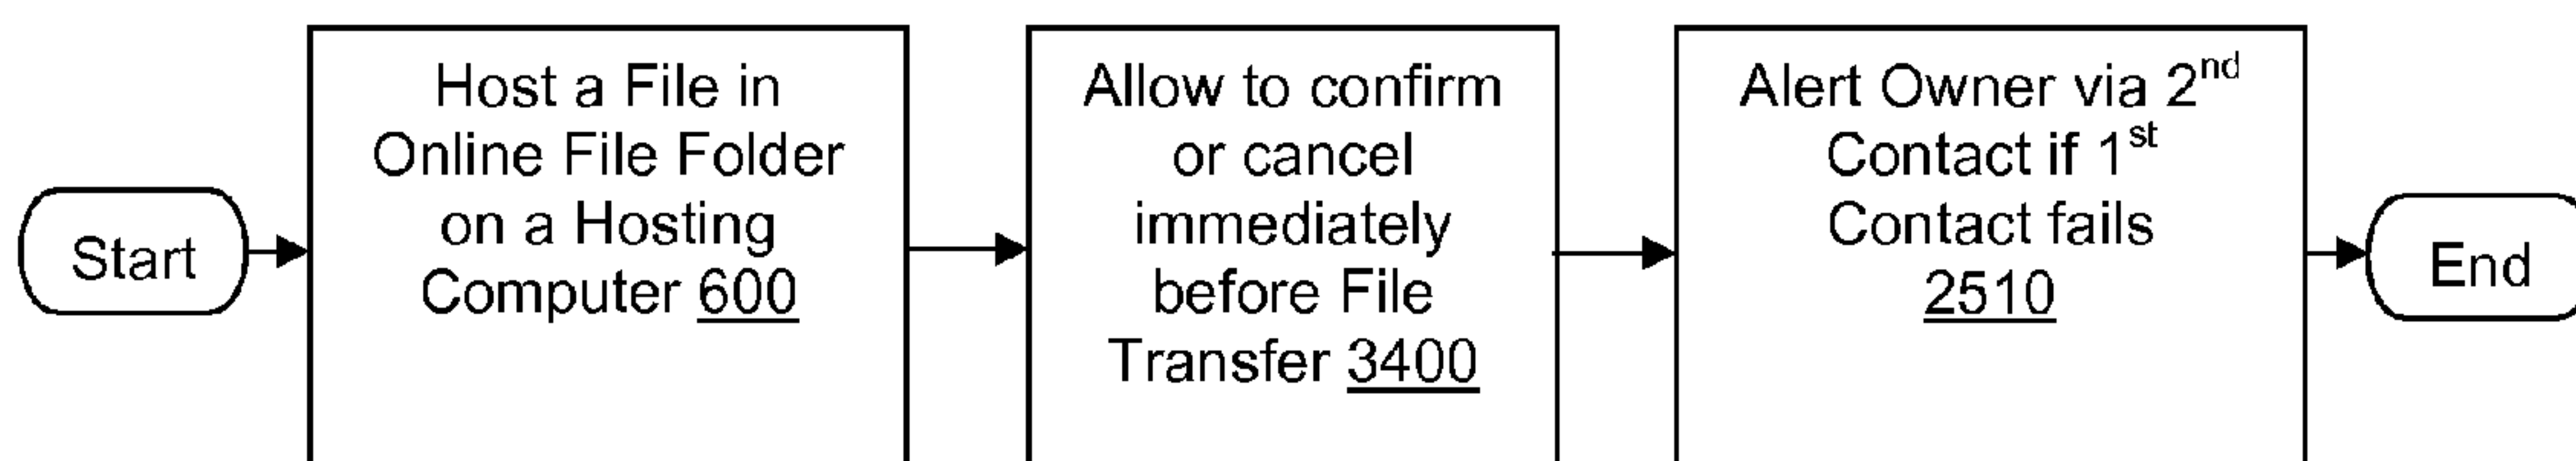 Start
Host a File in
Online File Folder
on a Hosting
Computer 600
Allow to confirm
or cancel
immediately
before File
Transfer 3400
Alert Owner via 2nd
Contact if 1st
Contact fails
2510
End